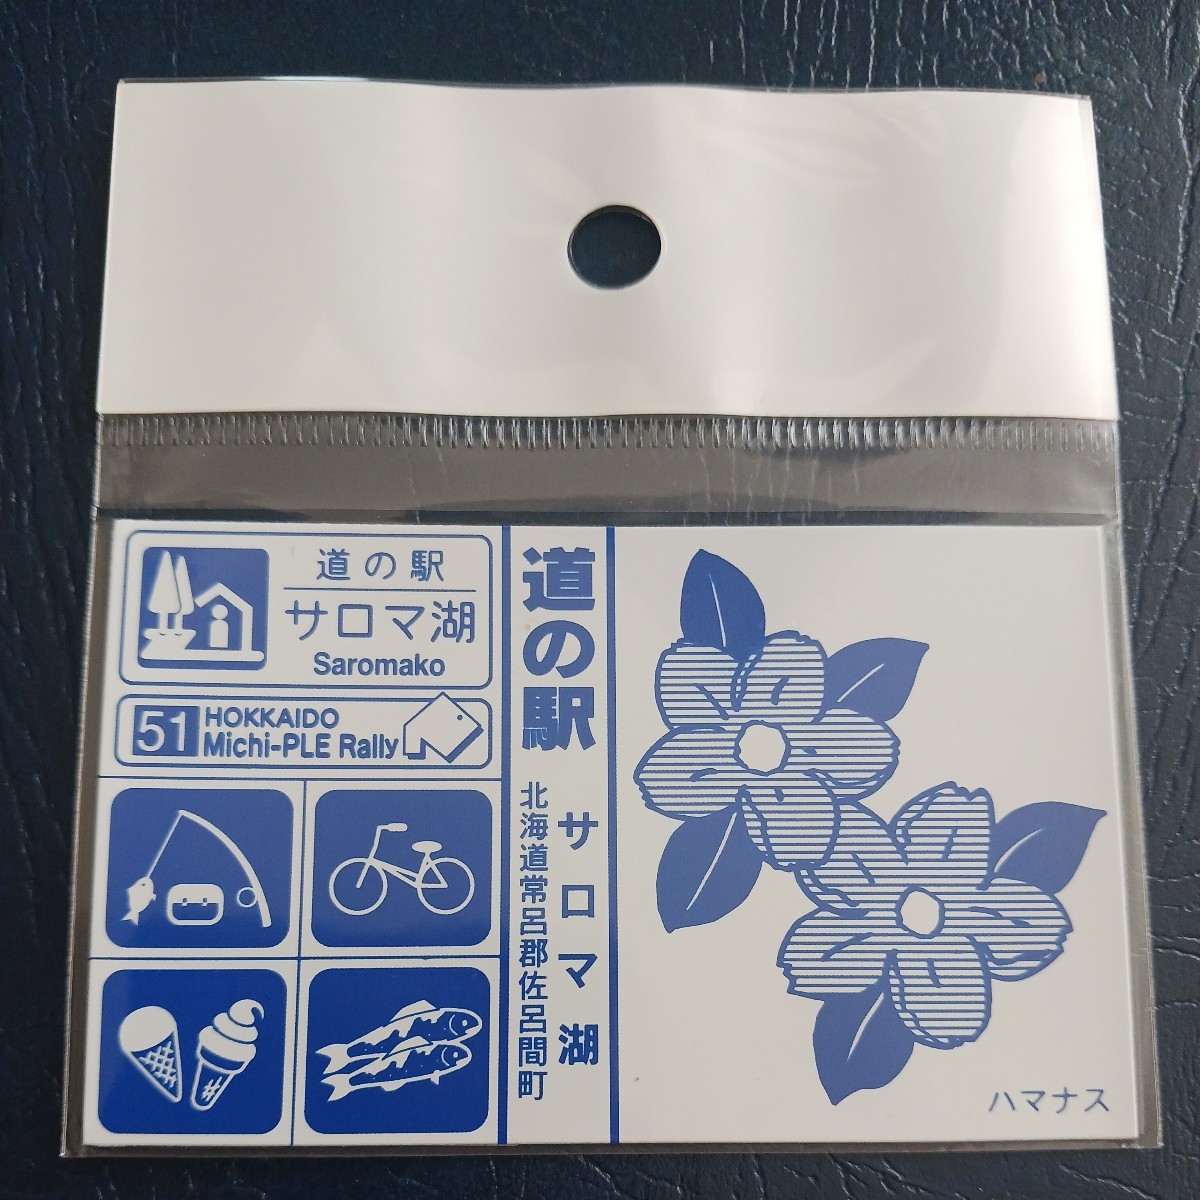 道の駅
サロマ湖
Saromako
51 HOKKAIDO
Michi-PLE Rally
道の駅 サロマ湖
北海道常呂郡佐呂間町
ハマナス